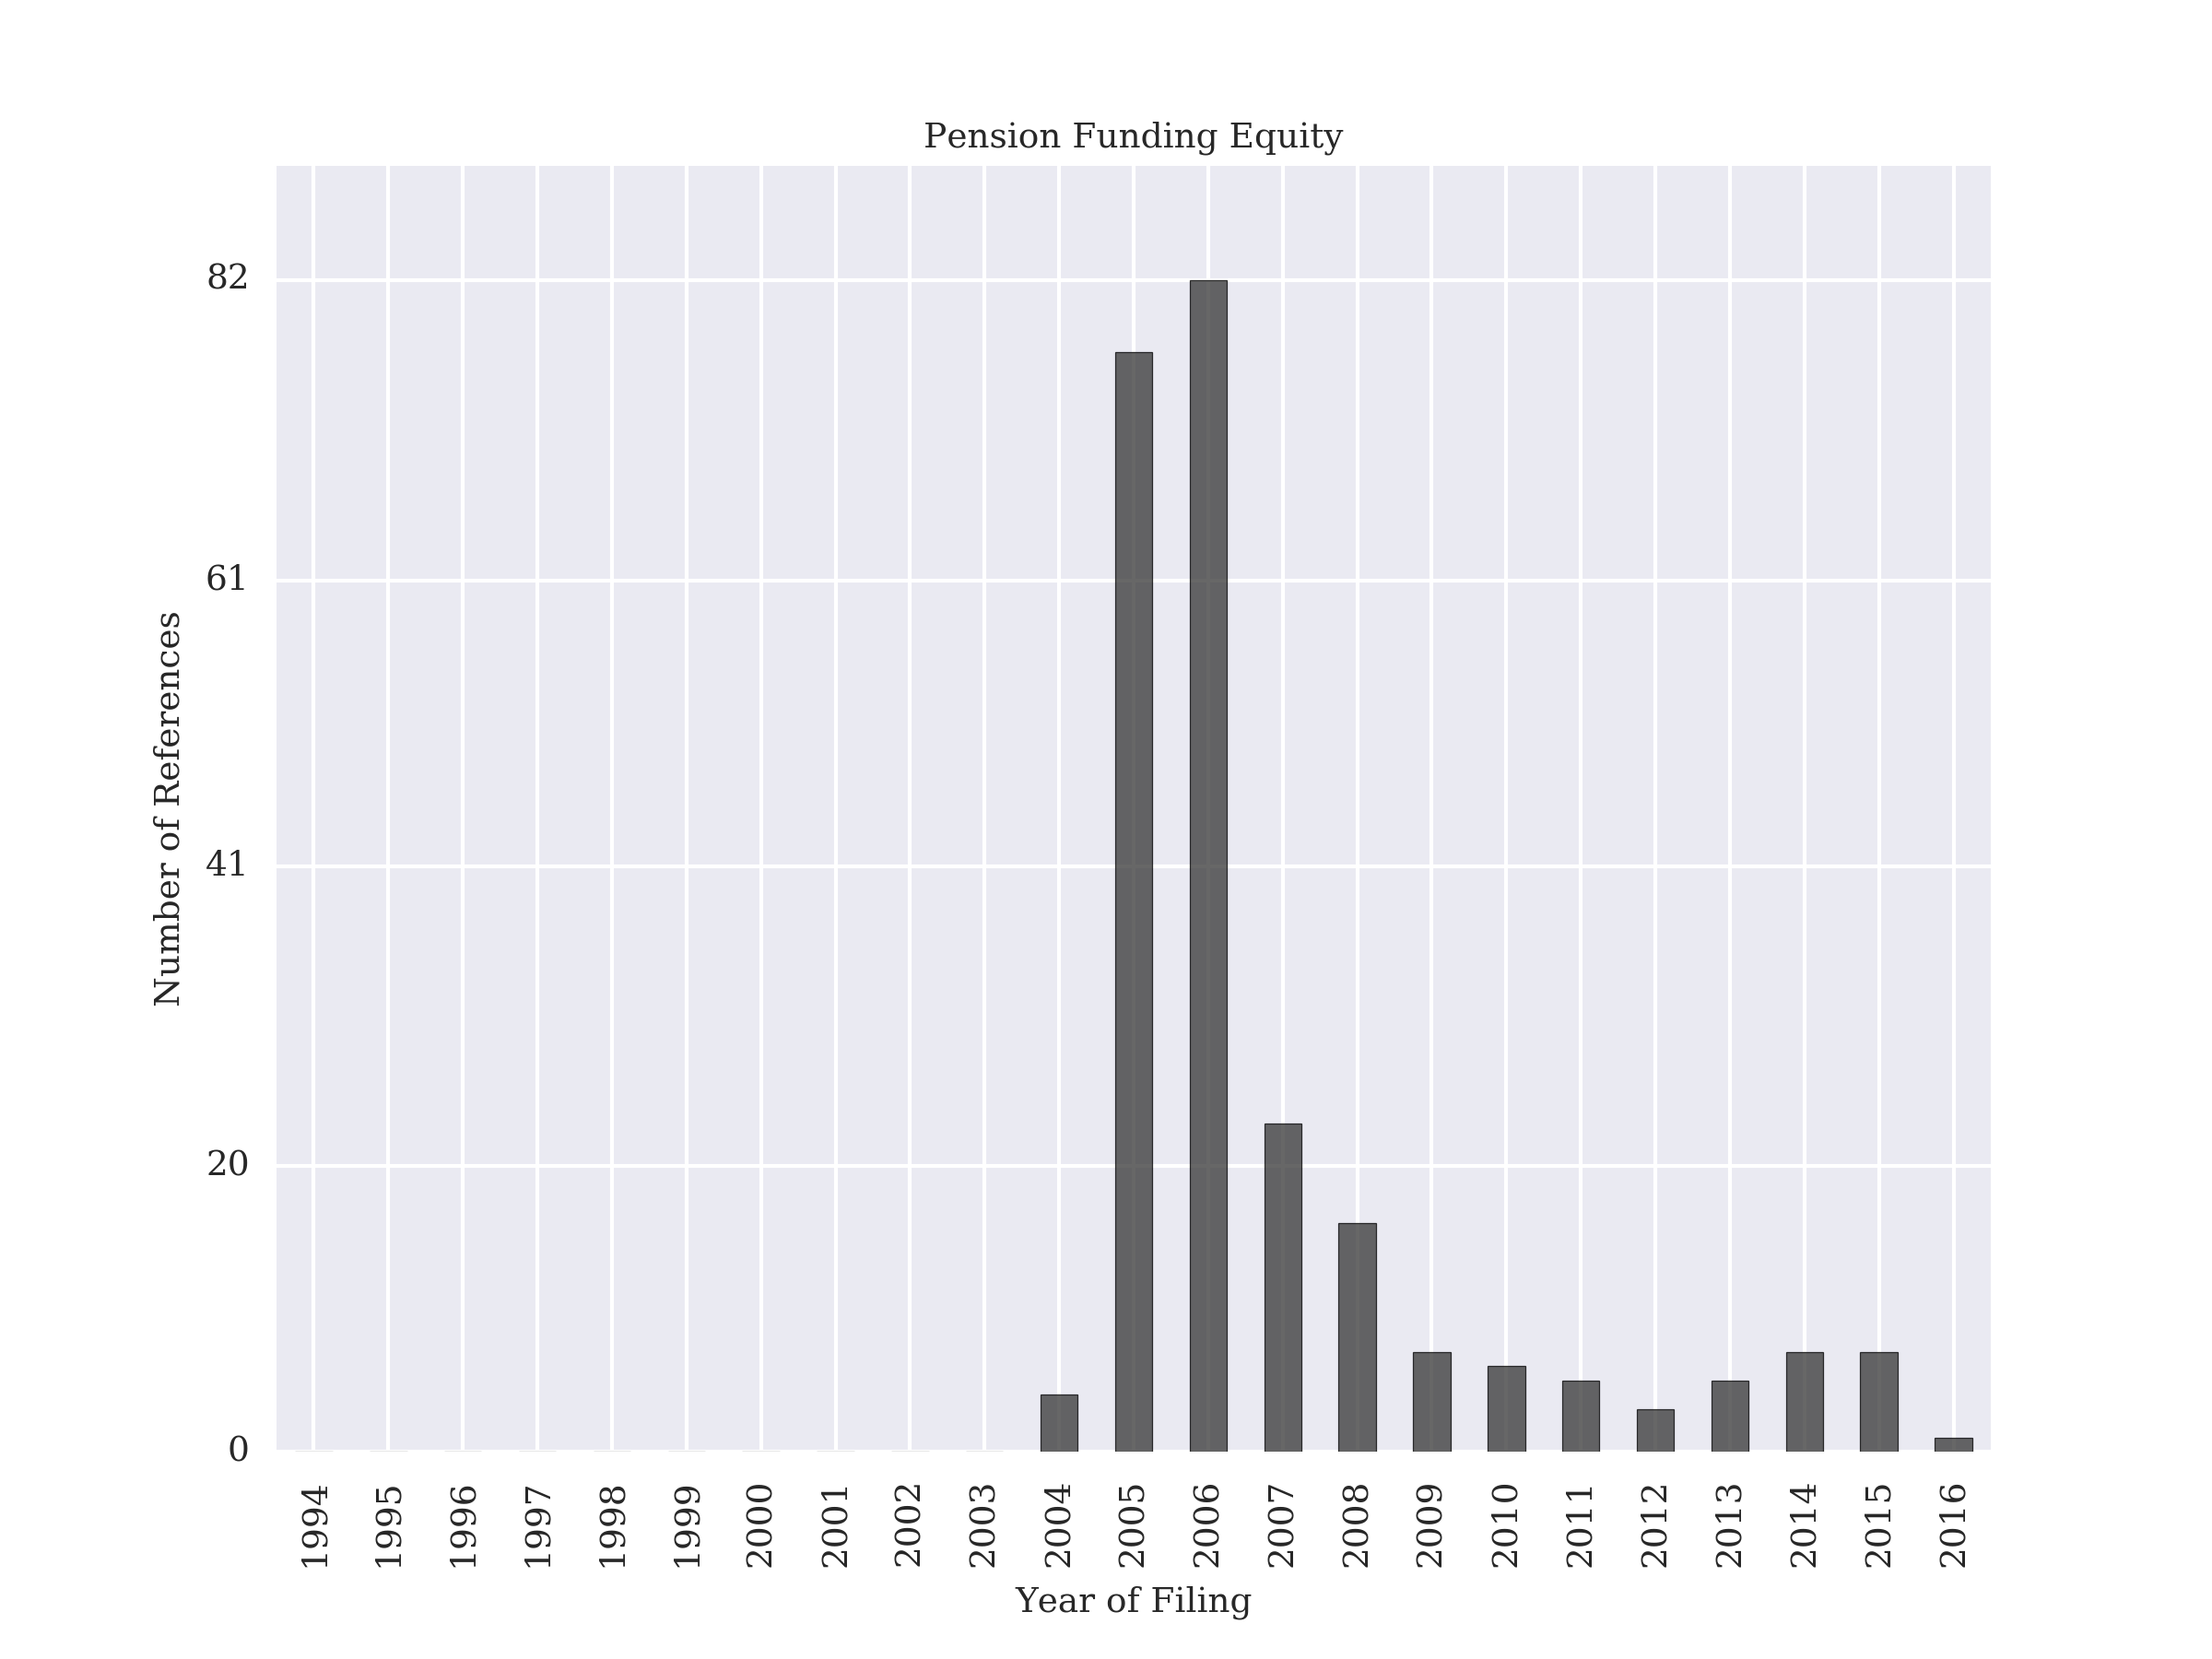 Pension Funding Equity
82
61
41
20
0
Number of References
1994 1995 1996 1997 1998 1999 2000 2001 2002 2003 2004 2005 2006 2007 2008 2009 2010 2011 2012 2013 2014 2015 2016
Year of Filing